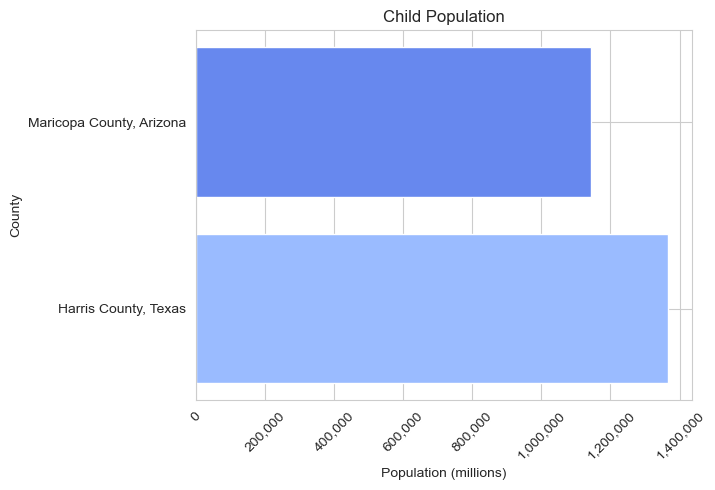 Child Population
County
Maricopa County, Arizona
Harris County, Texas
0
200,000
400,000
600,000
800,000
1,000,000
1,200,000
1,400,000
Population (millions)